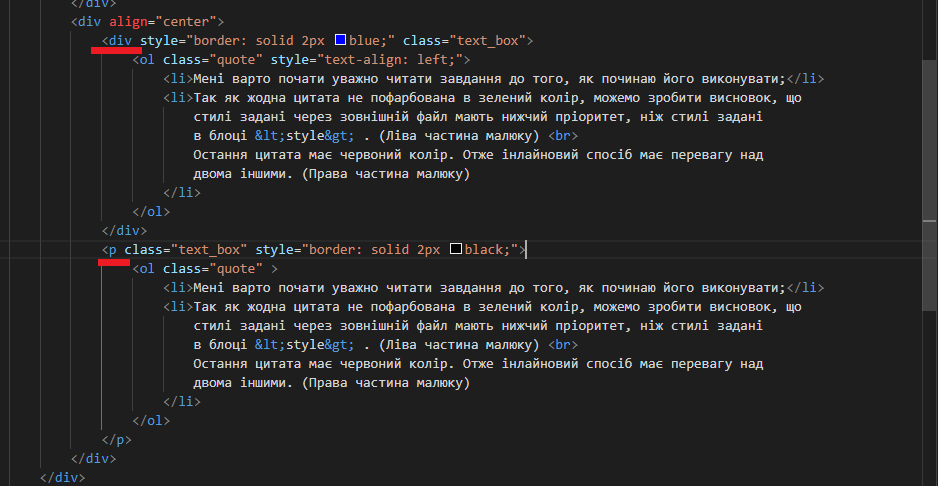 </div>
<div align="center">
<div style="border: solid 2px blue;" class="text_box">
<ol class="quote" style="text-align: left;">
<li>Мені варто почати уважно читати завдання до того, як починаю його виконувати;</li>
<li>Так як жодна цитата не пофарбована в зелений колір, можемо зробити висновок, що
стилі задані через зовнішній файл мають нижчий пріоритет, ніж стилі задані
в блоці &lt;style&gt; . (Ліва частина малюку) <br>
Остання цитата має червоний колір. Отже інлайновий спосіб має перевагу над
двома іншими. (Права частина малюку)
</li>
</ol>
</div>
<p class="text_box" style="border: solid 2px black;">
<ol class="quote" >
<li>Мені варто почати уважно читати завдання до того, як починаю його виконувати;</li>
<li>Так як жодна цитата не пофарбована в зелений колір, можемо зробити висновок, що
стилі задані через зовнішній файл мають нижчий пріоритет, ніж стилі задані
в блоці &lt;style&gt; . (Ліва частина малюку) <br>
Остання цитата має червоний колір. Отже інлайновий спосіб має перевагу над
двома іншими. (Права частина малюку)
</li>
</ol>
</p>
</div>
</div>